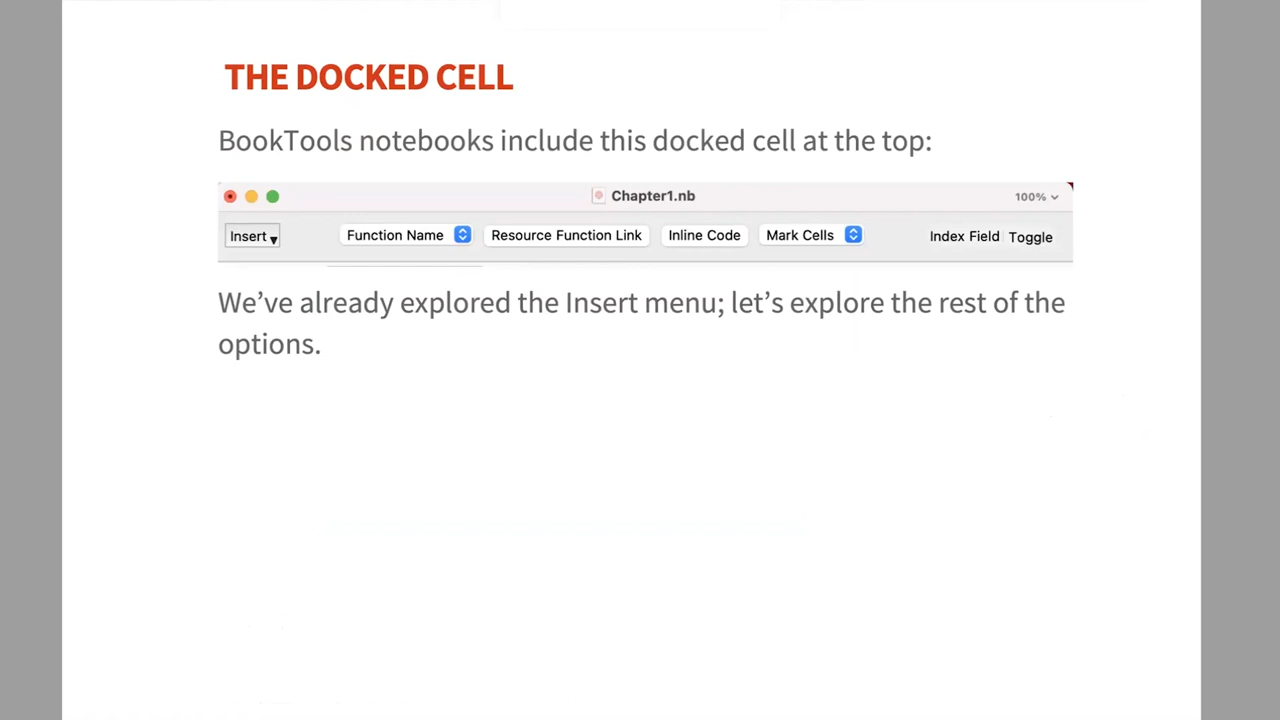 THE DOCKED CELL
BookTools notebooks include this docked cell at the top:
Chapter1.nb 100%
Insert Function Name Resource Function Link Inline Code Mark Cells Index Field Toggle
We’ve already explored the Insert menu; let’s explore the rest of the
options.